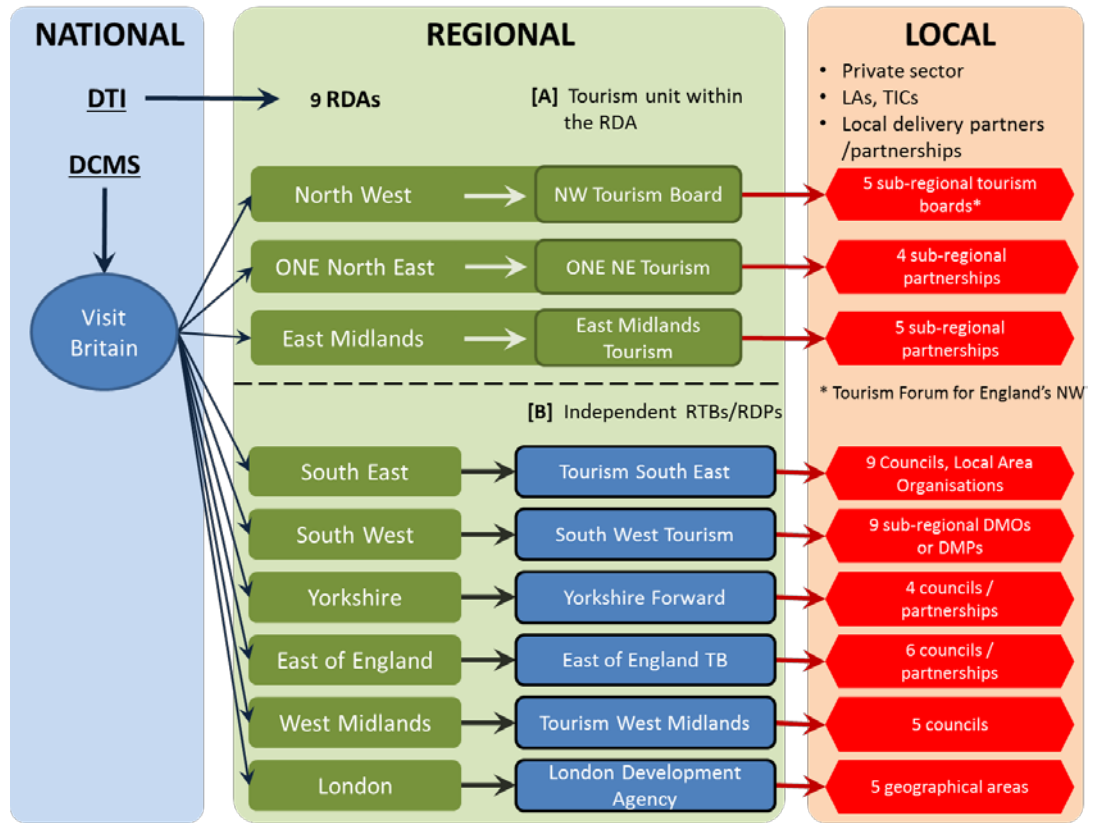 NATIONAL
REGIONAL
LOCAL
DTI
9 RDAs
[A] Tourism unit within
the RDA
• Private sector
• LAs, TICs
• Local delivery partners
/partnerships
DCMS
Visit
Britain
North West
NW Tourism Board
5 sub-regional tourism
boards*
ONE North East
ONE NE Tourism
4 sub-regional
partnerships
East Midlands
East Midlands
Tourism
5 sub-regional
partnerships
* Tourism Forum for England's NW
[B] Independent RTBs/RDPs
South East
Tourism South East
9 Councils, Local Area
Organisations
South West
South West Tourism
9 sub-regional DMOs
or DMPs
Yorkshire
Yorkshire Forward
4 councils /
partnerships
East of England
East of England TB
6 councils /
partnerships
West Midlands
Tourism West Midlands
5 councils
London
London Development
Agency
5 geographical areas